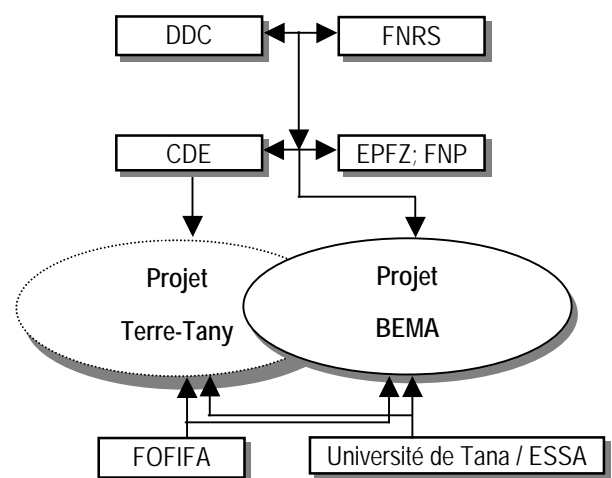 DDC
FNRS
CDE
EPFZ; FNP
Projet
Terre-Tany
Projet
BEMA
FOFIFA
Université de Tana / ESSA